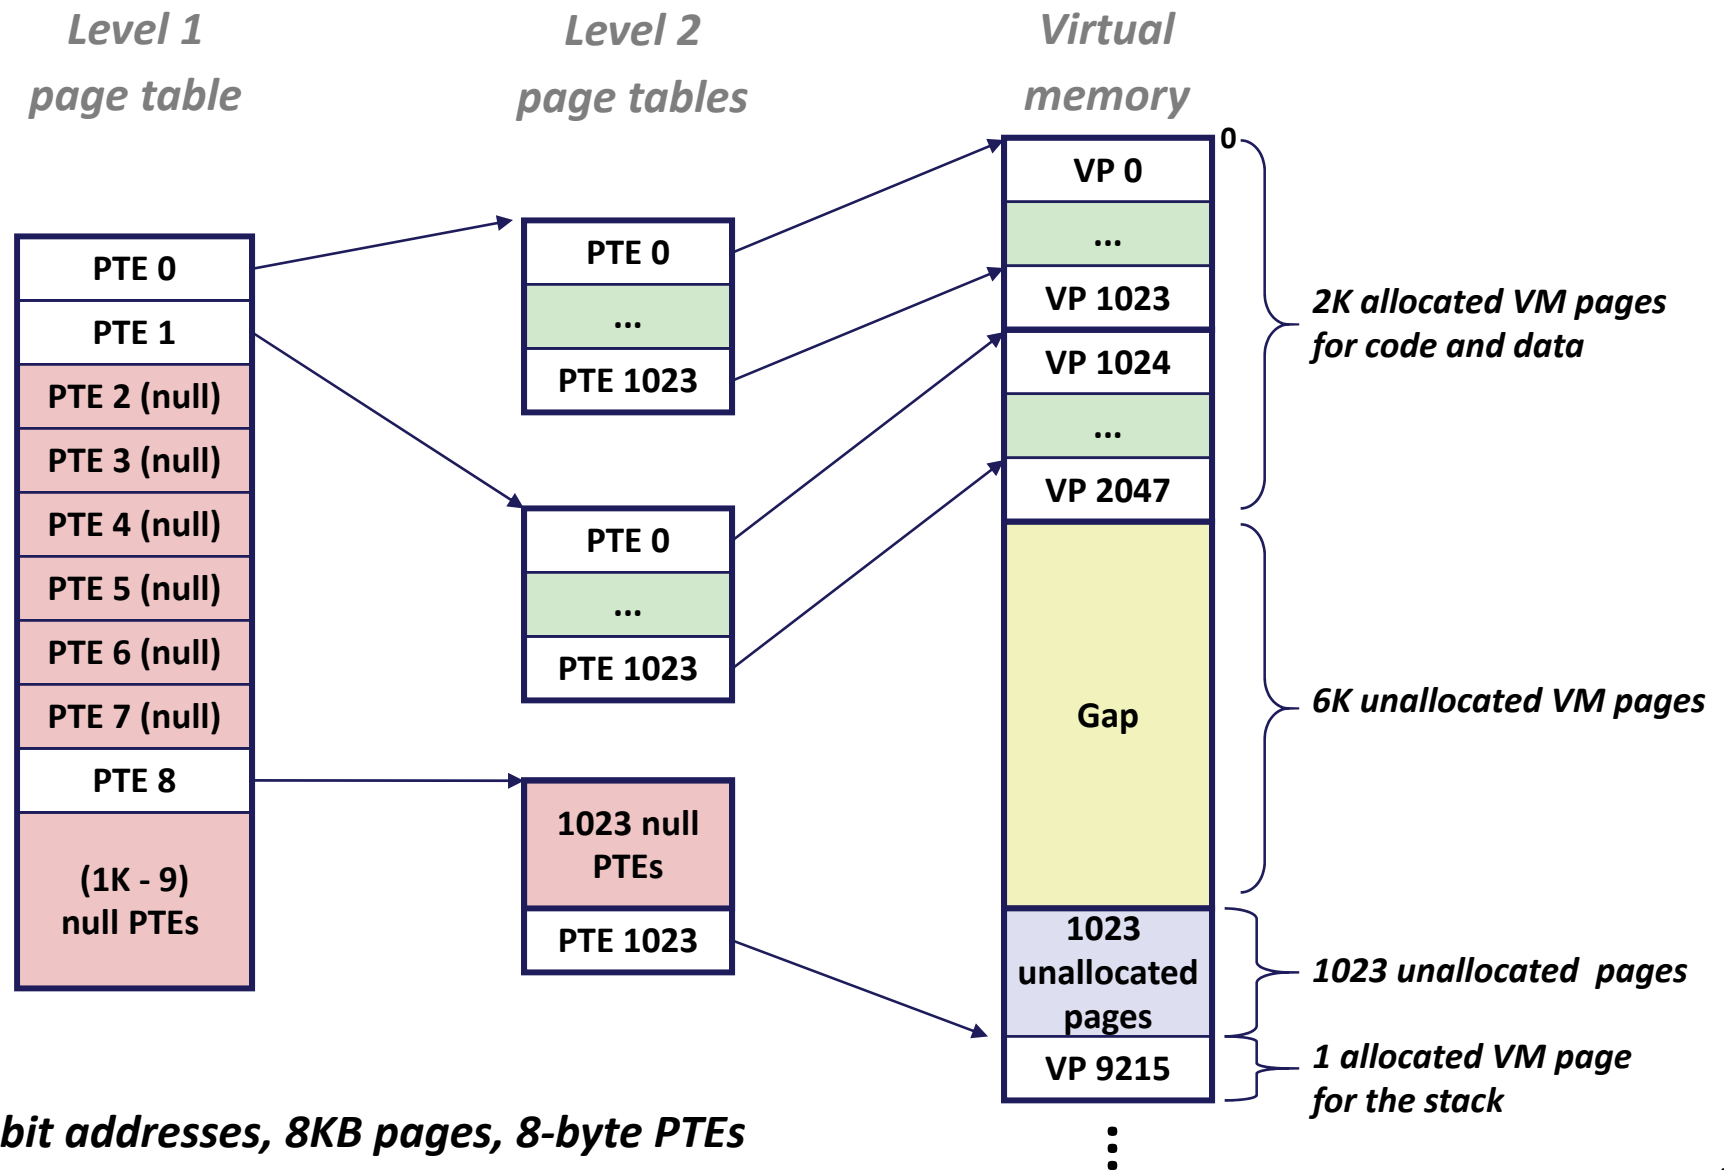 Level 1
page table
Level 2
page tables
Virtual
memory
PTE 0
PTE 1
PTE 2 (null)
PTE 3 (null)
PTE 4 (null)
PTE 5 (null)
PTE 6 (null)
PTE 7 (null)
PTE 8
(1K - 9)
null PTEs
PTE 0
...
PTE 1023
PTE 0
...
PTE 1023
1023 null
PTEs
PTE 1023
0
VP 0
...
VP 1023
VP 1024
...
VP 2047
Gap
1023
unallocated
pages
VP 9215
2K allocated VM pages
for code and data
6K unallocated VM pages
1023 unallocated pages
1 allocated VM page
for the stack
bit addresses, 8KB pages, 8-byte PTEs